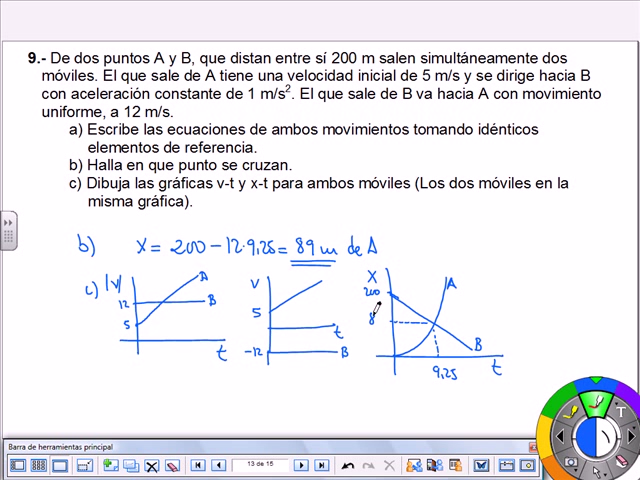 9.- De dos puntos A y B, que distan entre sí 200 m salen simultáneamente dos
móviles. El que sale de A tiene una velocidad inicial de 5 m/s y se dirige hacia B
con aceleración constante de 1 m/s². El que sale de B va hacia A con movimiento
uniforme, a 12 m/s.
a) Escribe las ecuaciones de ambos movimientos tomando idénticos
elementos de referencia.
b) Halla en que punto se cruzan.
c) Dibuja las gráficas v-t y x-t para ambos móviles (Los dos móviles en la
misma gráfica).
b) X = 200 - 12·9,25 = 89 m de A
c) |V| A 12 B 5 t
V 5 t -12 B
X 200 A 8 B 9,25 t
Barra de herramientas principal
13 de 15
T